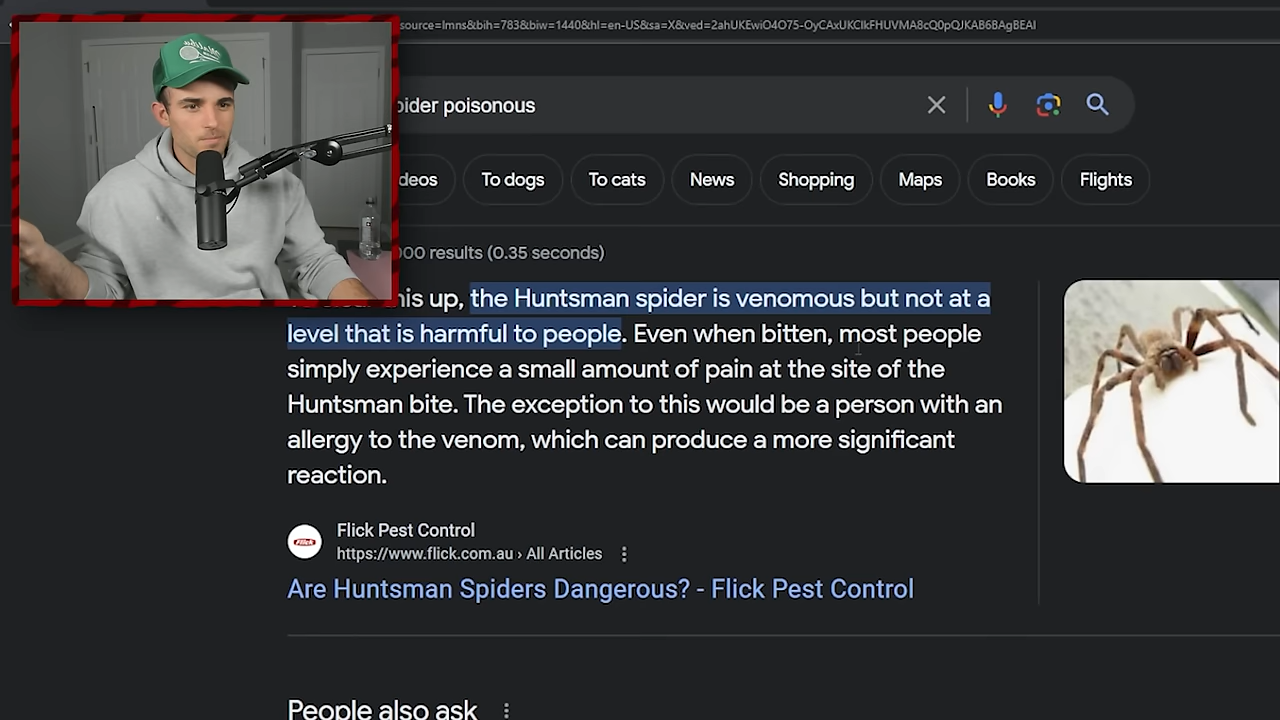 source=lmns&bih=783&biw=1440&hl=en-US&sa=X&ved=2ahUKEwiO4O75-OyCAxUKCIkFHUVMA8cQ0pQJKAB6BAgBEAI
pider poisonous
deos
To dogs
To cats
News
Shopping
Maps
Books
Flights
000 results (0.35 seconds)
his up, the Huntsman spider is venomous but not at a
level that is harmful to people. Even when bitten, most people
simply experience a small amount of pain at the site of the
Huntsman bite. The exception to this would be a person with an
allergy to the venom, which can produce a more significant
reaction.
Flick
Flick Pest Control
https://www.flick.com.au › All Articles
Are Huntsman Spiders Dangerous? - Flick Pest Control
People also ask